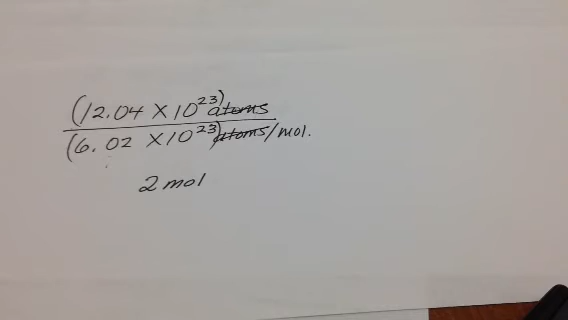 (12.04 X 10²³) atoms
(6.02 X 10²³) atoms/mol.
2 mol